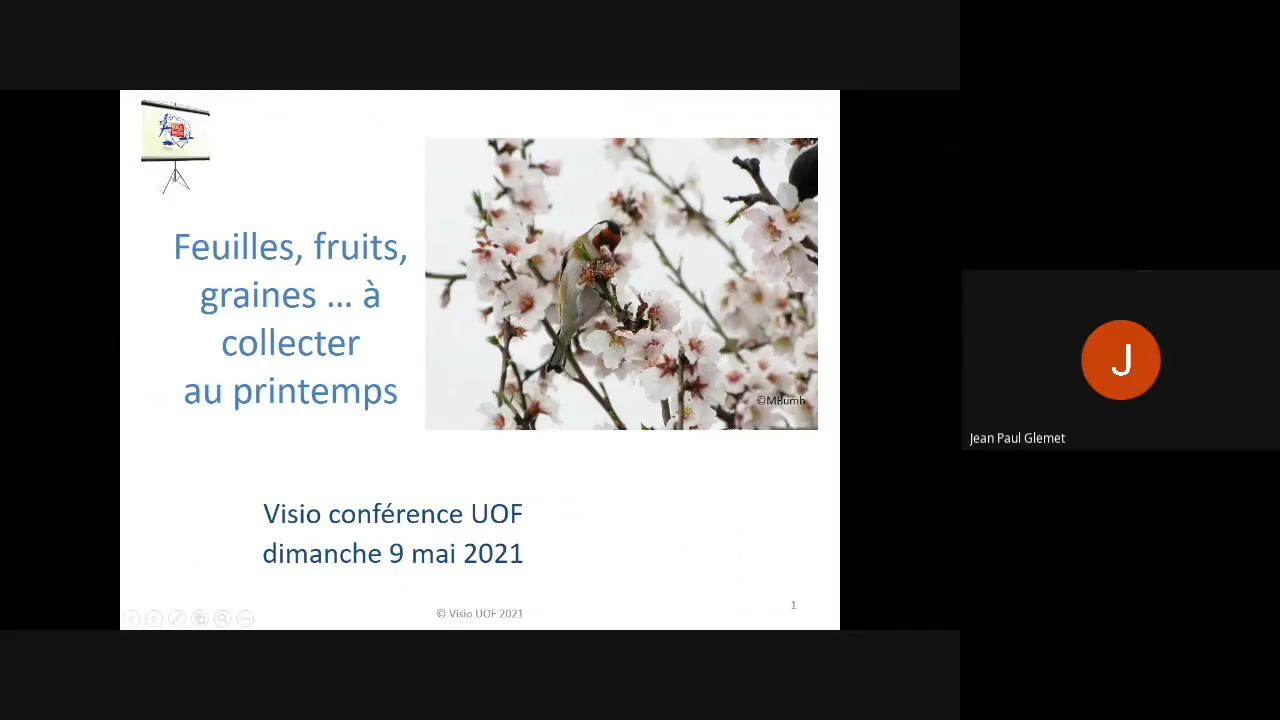 Feuilles, fruits,
graines ... à
collecter
au printemps
©MBumb
Visio conférence UOF
dimanche 9 mai 2021
© Visio UOF 2021
1
J
Jean Paul Glemet